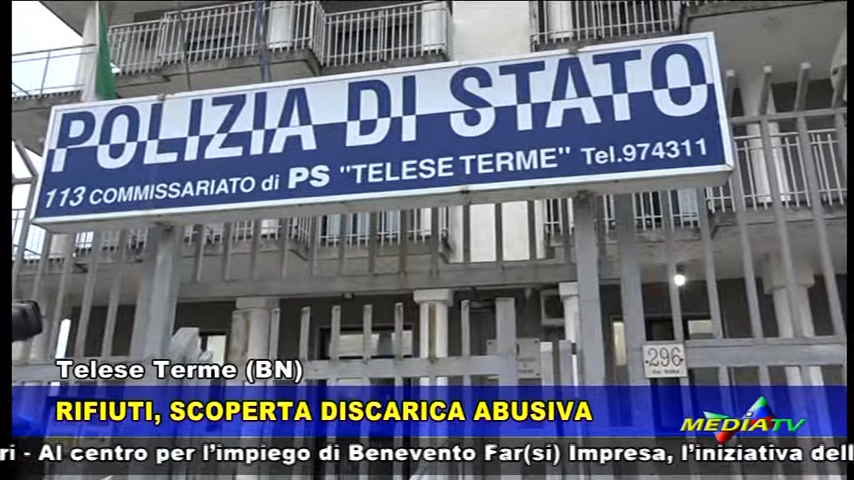 POLIZIA DI STATO
113 COMMISSARIATO di PS "TELESE TERME" Tel.974311
296
Telese Terme (BN)
RIFIUTI, SCOPERTA DISCARICA ABUSIVA
MEDIATV
ri - Al centro per l'impiego di Benevento Far(si) Impresa, l'iniziativa dell